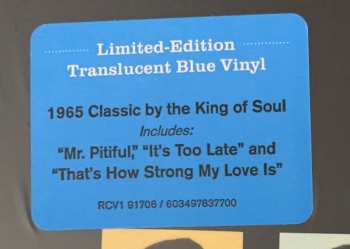 Limited-Edition
Translucent Blue Vinyl
1965 Classic by the King of Soul
Includes:
“Mr. Pitiful,” “It’s Too Late” and
“That’s How Strong My Love Is”
RCV1 91706 / 603497837700